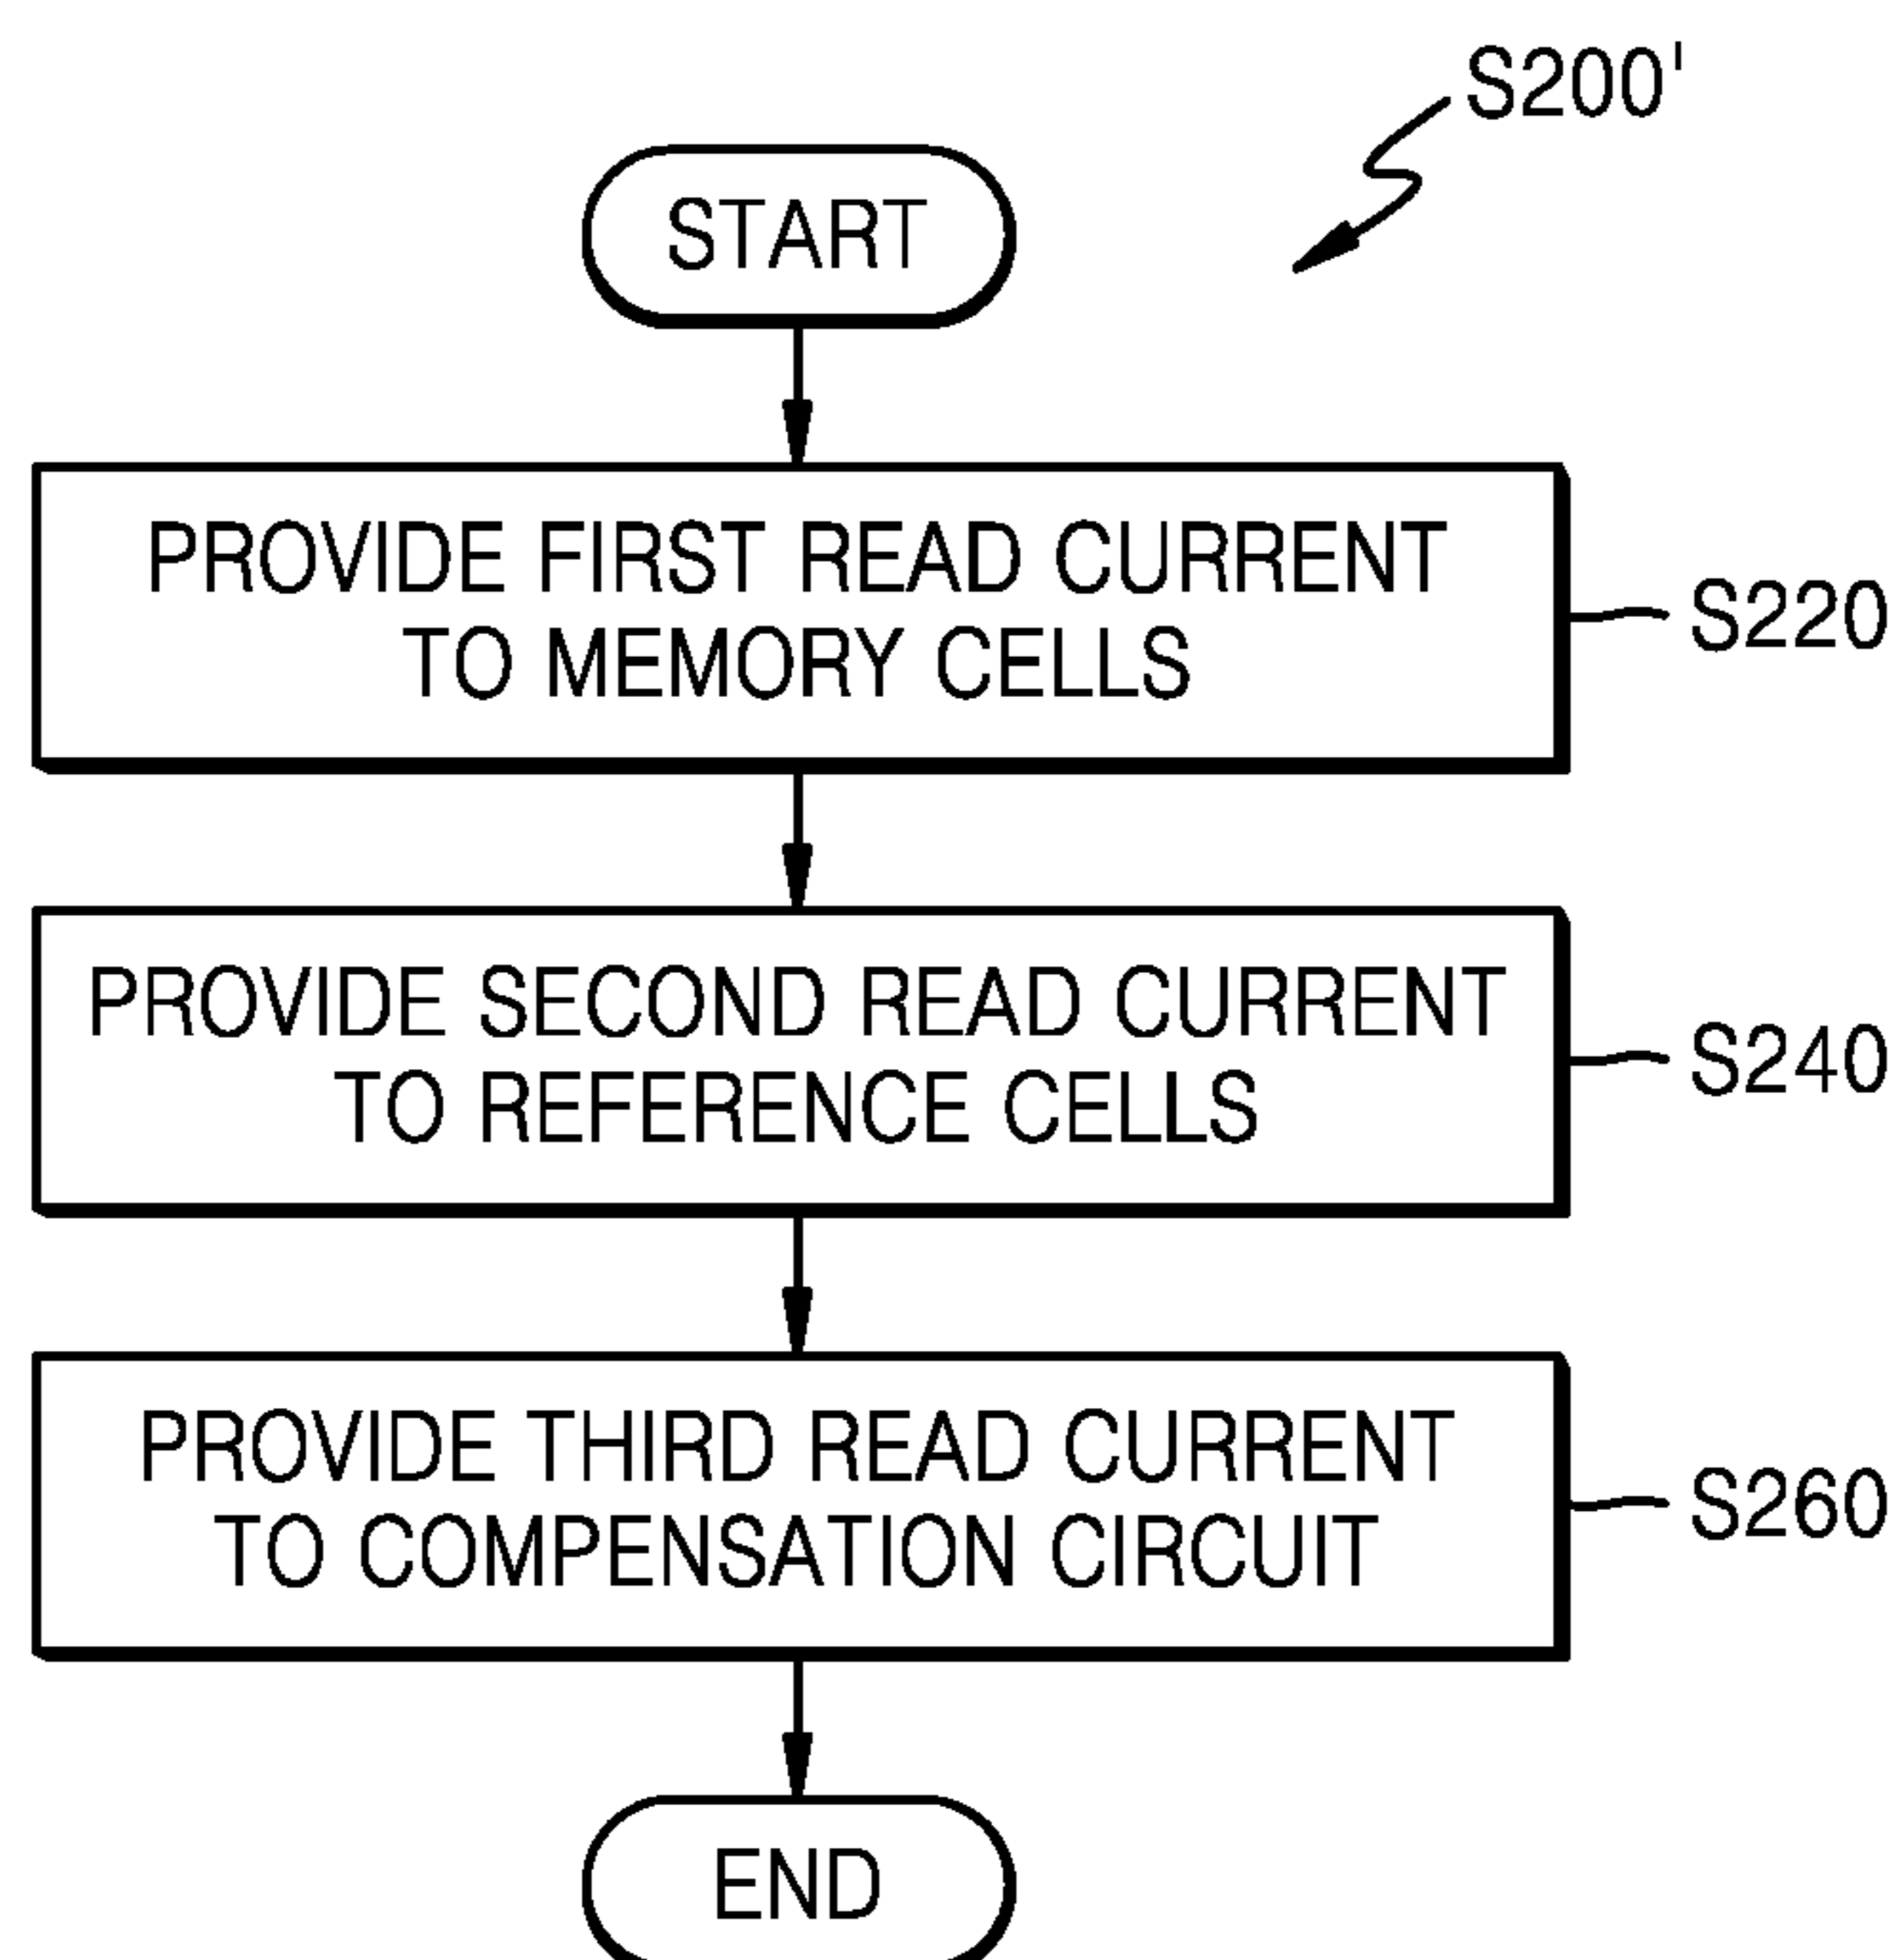 S200'
START
PROVIDE FIRST READ CURRENT
TO MEMORY CELLS
S220
PROVIDE SECOND READ CURRENT
TO REFERENCE CELLS
S240
PROVIDE THIRD READ CURRENT
TO COMPENSATION CIRCUIT
S260
END